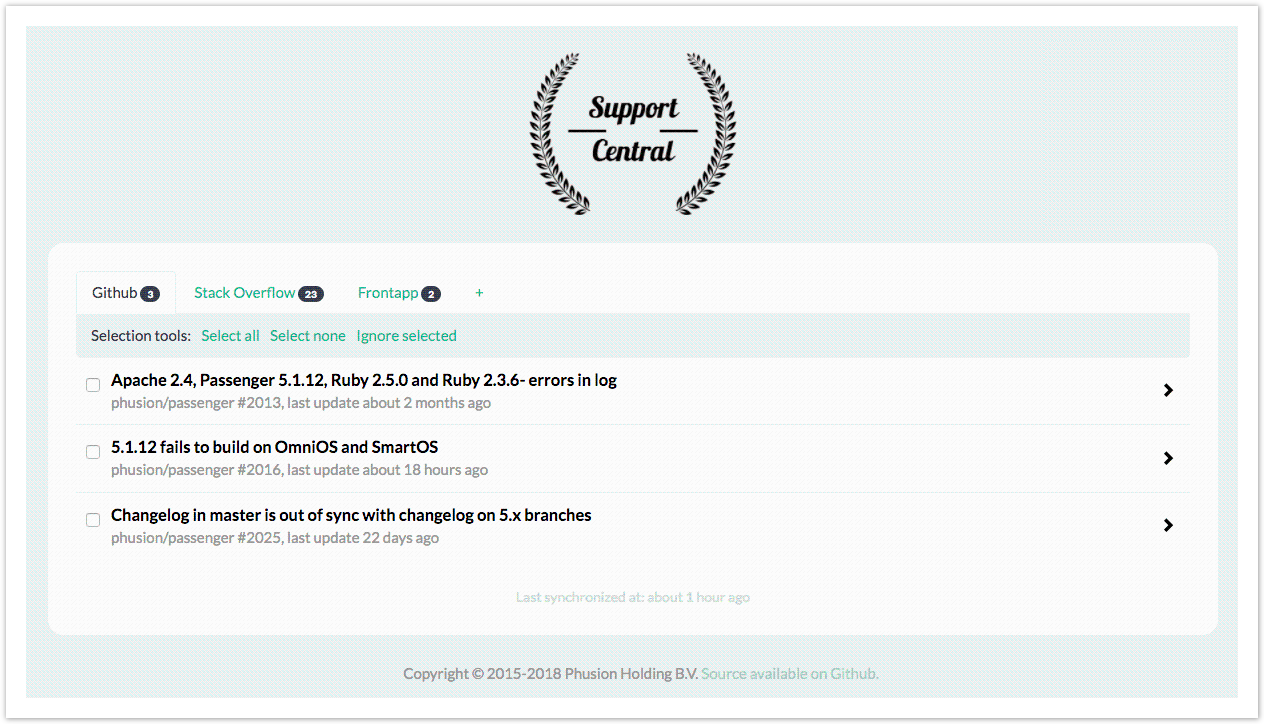 Support
Central
Github 3 Stack Overflow 23 Frontapp 2 +
Selection tools: Select all Select none Ignore selected
Apache 2.4, Passenger 5.1.12, Ruby 2.5.0 and Ruby 2.3.6- errors in log
phusion/passenger #2013, last update about 2 months ago
5.1.12 fails to build on OmniOS and SmartOS
phusion/passenger #2016, last update about 18 hours ago
Changelog in master is out of sync with changelog on 5.x branches
phusion/passenger #2025, last update 22 days ago
Last synchronized at: about 1 hour ago
Copyright © 2015-2018 Phusion Holding B.V. Source available on Github.